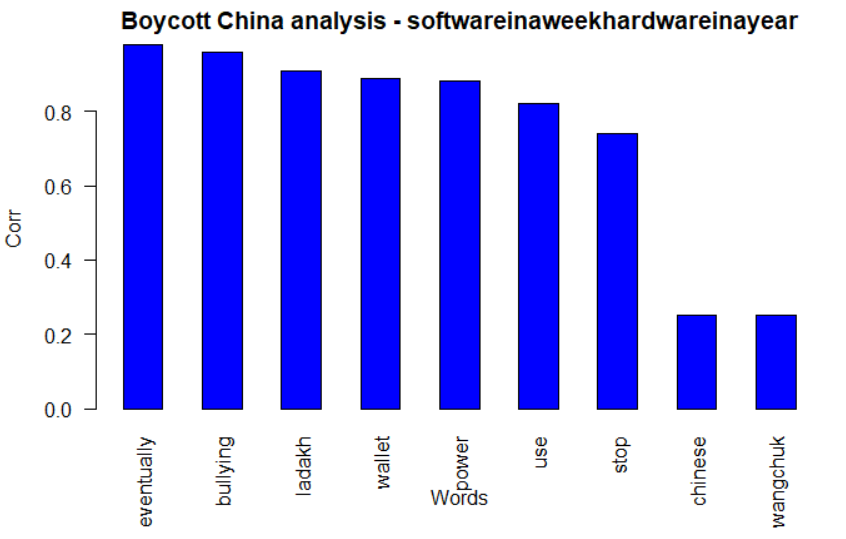 Boycott China analysis - softwareinaweekhardwareinayear
Corr
0.8
0.6
0.4
0.2
0.0
eventually
bullying
ladakh
wallet
power
use
stop
chinese
wangchuk
Words